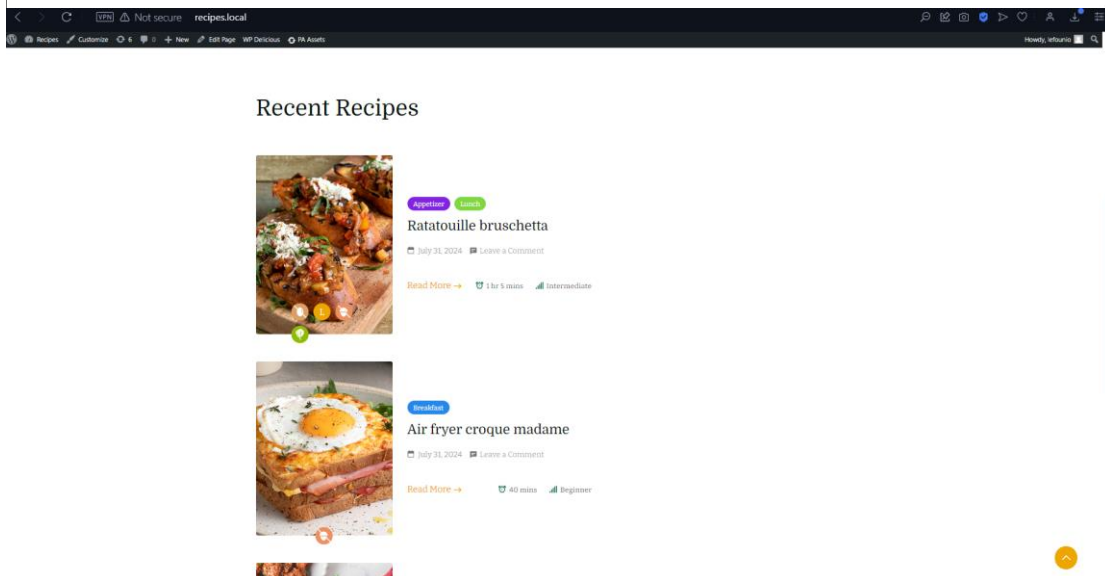 VPN Not secure recipes.local
Recipes Customize 6 0 + New Edit Page WP Delicious PA Assets Howdy, iefounio
Recent Recipes
Appetizer Lunch
Ratatouille bruschetta
July 31, 2024 Leave a Comment
Read More → 1 hr 5 mins Intermediate
L
Breakfast
Air fryer croque madame
July 31, 2024 Leave a Comment
Read More → 40 mins Beginner